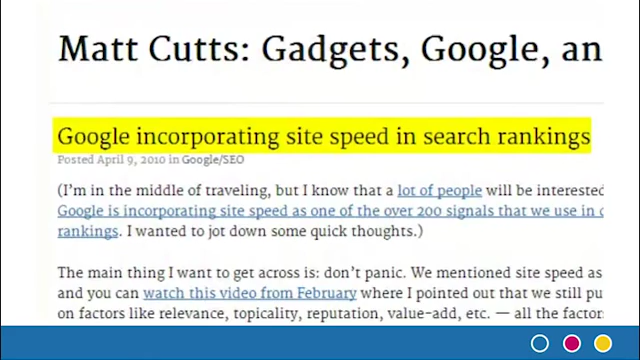 Matt Cutts: Gadgets, Google, an
Google incorporating site speed in search rankings
Posted April 9, 2010 in Google/SEO
(I'm in the middle of traveling, but I know that a lot of people will be interested
Google is incorporating site speed as one of the over 200 signals that we use in
rankings. I wanted to jot down some quick thoughts.)
The main thing I want to get across is: don't panic. We mentioned site speed as
and you can watch this video from February where I pointed out that we still pu
on factors like relevance, topicality, reputation, value-add, etc. — all the factor